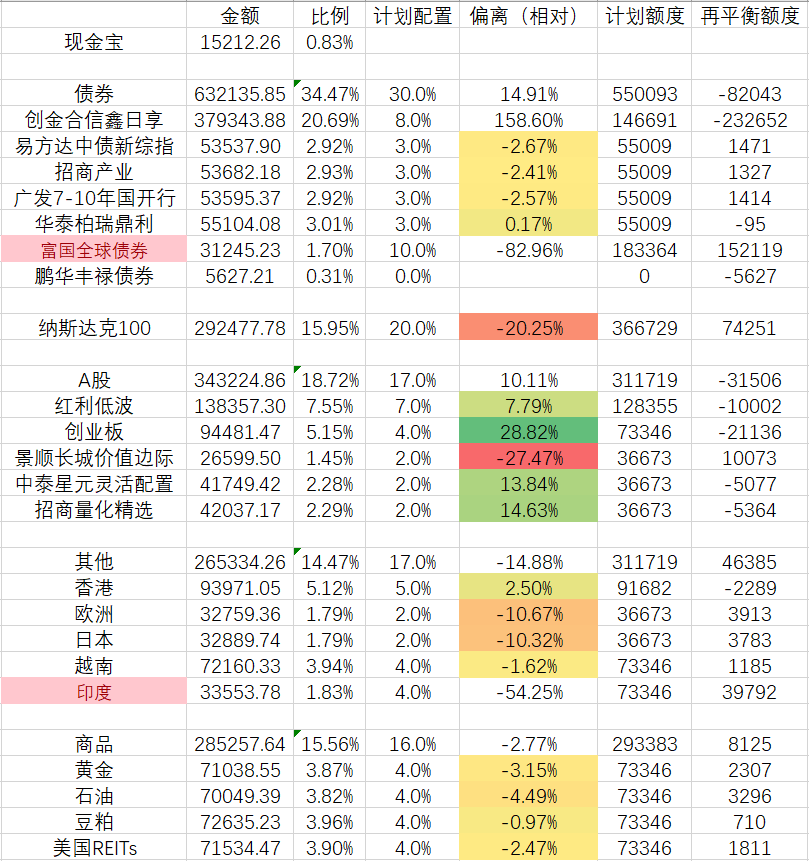 金额 比例 计划配置 偏离（相对） 计划额度 再平衡额度
现金宝 15212.26 0.83%
债券 632135.85 34.47% 30.0% 14.91% 550093 -82043
创金合信鑫日享 379343.88 20.69% 8.0% 158.60% 146691 -232652
易方达中债新综指 53537.90 2.92% 3.0% -2.67% 55009 1471
招商产业 53682.18 2.93% 3.0% -2.41% 55009 1327
广发7-10年国开行 53595.37 2.92% 3.0% -2.57% 55009 1414
华泰柏瑞鼎利 55104.08 3.01% 3.0% 0.17% 55009 -95
富国全球债券 31245.23 1.70% 10.0% -82.96% 183364 152119
鹏华丰禄债券 5627.21 0.31% 0.0% 0 -5627
纳斯达克100 292477.78 15.95% 20.0% -20.25% 366729 74251
A股 343224.86 18.72% 17.0% 10.11% 311719 -31506
红利低波 138357.30 7.55% 7.0% 7.79% 128355 -10002
创业板 94481.47 5.15% 4.0% 28.82% 73346 -21136
景顺长城价值边际 26599.50 1.45% 2.0% -27.47% 36673 10073
中泰星元灵活配置 41749.42 2.28% 2.0% 13.84% 36673 -5077
招商量化精选 42037.17 2.29% 2.0% 14.63% 36673 -5364
其他 265334.26 14.47% 17.0% -14.88% 311719 46385
香港 93971.05 5.12% 5.0% 2.50% 91682 -2289
欧洲 32759.36 1.79% 2.0% -10.67% 36673 3913
日本 32889.74 1.79% 2.0% -10.32% 36673 3783
越南 72160.33 3.94% 4.0% -1.62% 73346 1185
印度 33553.78 1.83% 4.0% -54.25% 73346 39792
商品 285257.64 15.56% 16.0% -2.77% 293383 8125
黄金 71038.55 3.87% 4.0% -3.15% 73346 2307
石油 70049.39 3.82% 4.0% -4.49% 73346 3296
豆粕 72635.23 3.96% 4.0% -0.97% 73346 710
美国REITs 71534.47 3.90% 4.0% -2.47% 73346 1811